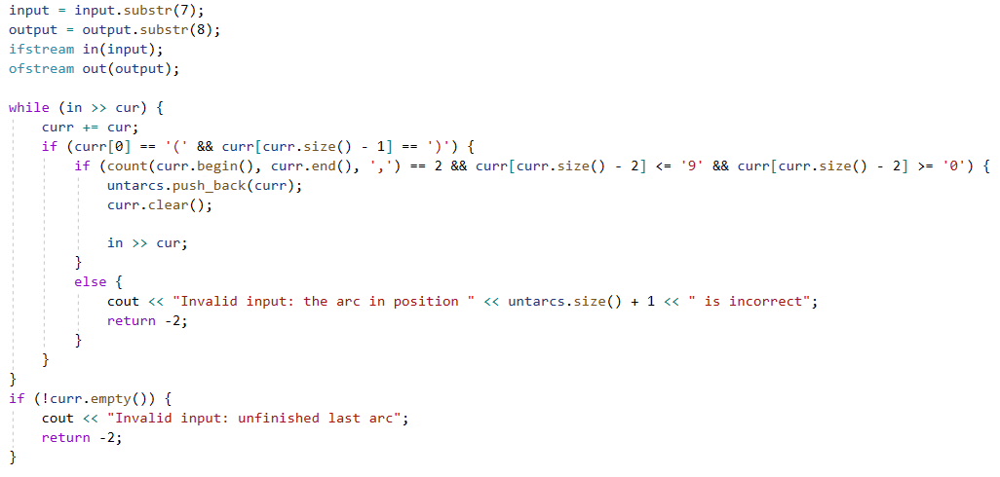 input = input.substr(7);
output = output.substr(8);
ifstream in(input);
ofstream out(output);

while (in >> cur) {
    curr += cur;
    if (curr[0] == '(' && curr[curr.size() - 1] == ')') {
        if (count(curr.begin(), curr.end(), ',') == 2 && curr[curr.size() - 2] <= '9' && curr[curr.size() - 2] >= '0') {
            untarcs.push_back(curr);
            curr.clear();

            in >> cur;
        }
        else {
            cout << "Invalid input: the arc in position " << untarcs.size() + 1 << " is incorrect";
            return -2;
        }
    }
}
if (!curr.empty()) {
    cout << "Invalid input: unfinished last arc";
    return -2;
}